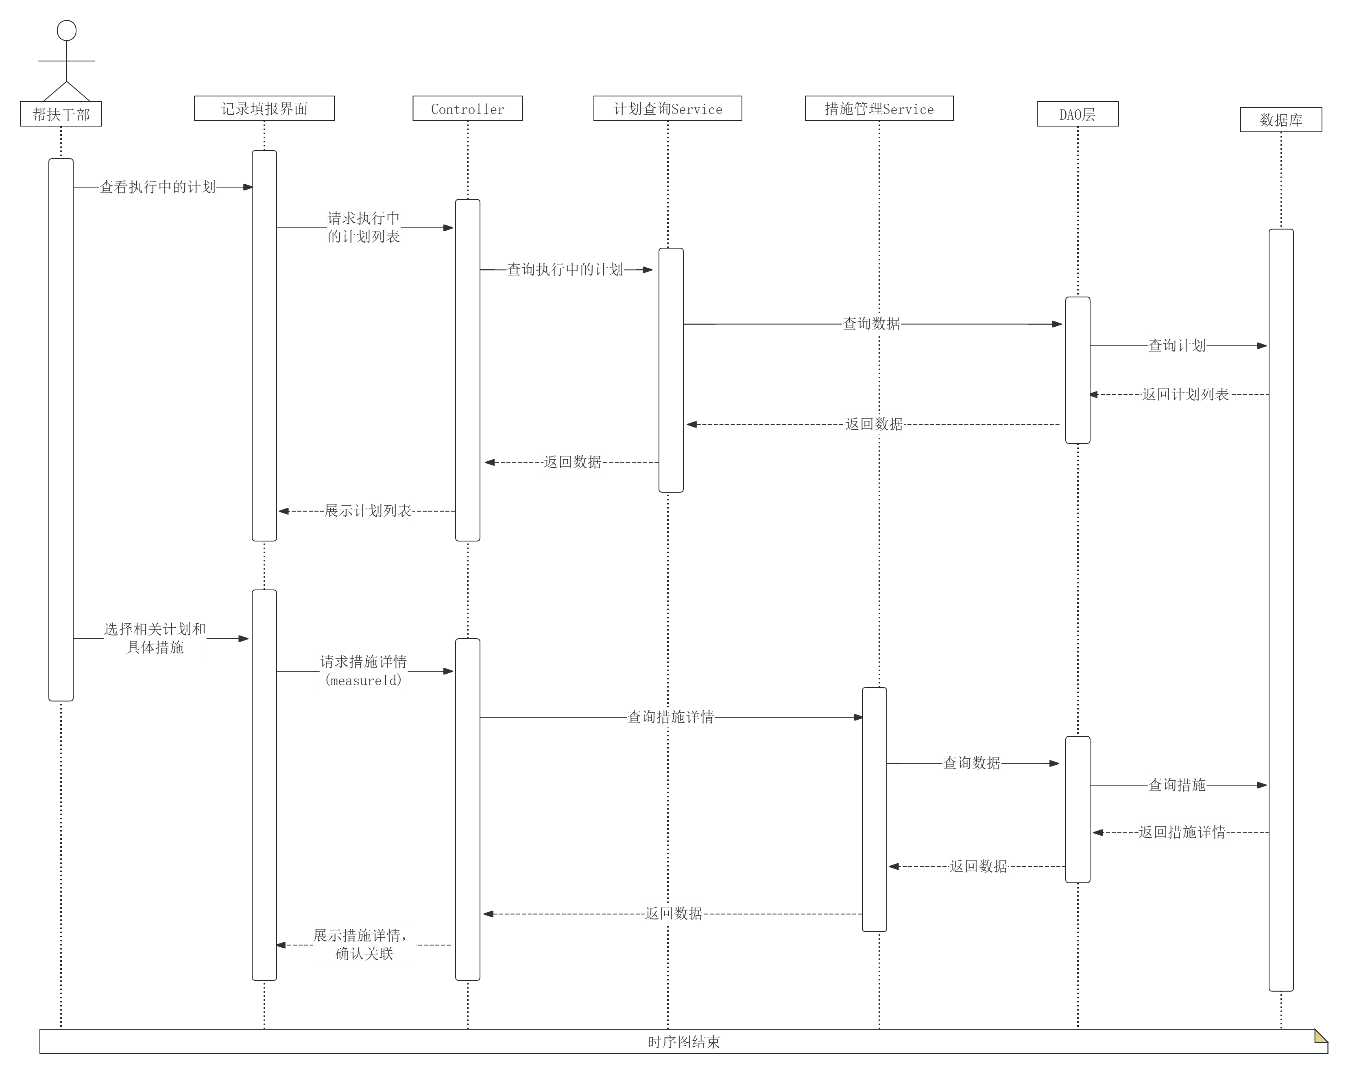 帮扶干部
记录填报界面
Controller
计划查询Service
措施管理Service
DAO层
数据库
查看执行中的计划
请求执行中
的计划列表
查询执行中的计划
查询数据
查询计划
返回计划列表
返回数据
返回数据
展示计划列表
选择相关计划和
具体措施
请求措施详情
(measureId)
查询措施详情
查询数据
查询措施
返回措施详情
返回数据
返回数据
展示措施详情，
确认关联
时序图结束